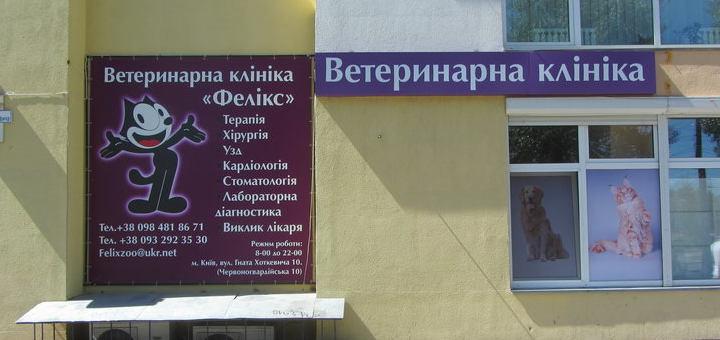 Ветеринарна клініка
«Фелікс»
Терапія
Хірургія
Узд
Кардіологія
Стоматологія
Лабораторна
діагностика
Виклик лікаря
Тел.+38 098 481 86 71
Тел. +38 093 292 35 30
Felixzoo@ukr.net
Режим роботи:
8-00 до 22-00
м. Київ, вул. Гната Хоткевича 10.
(Червоногвардійська 10)
Ветеринарна клініка